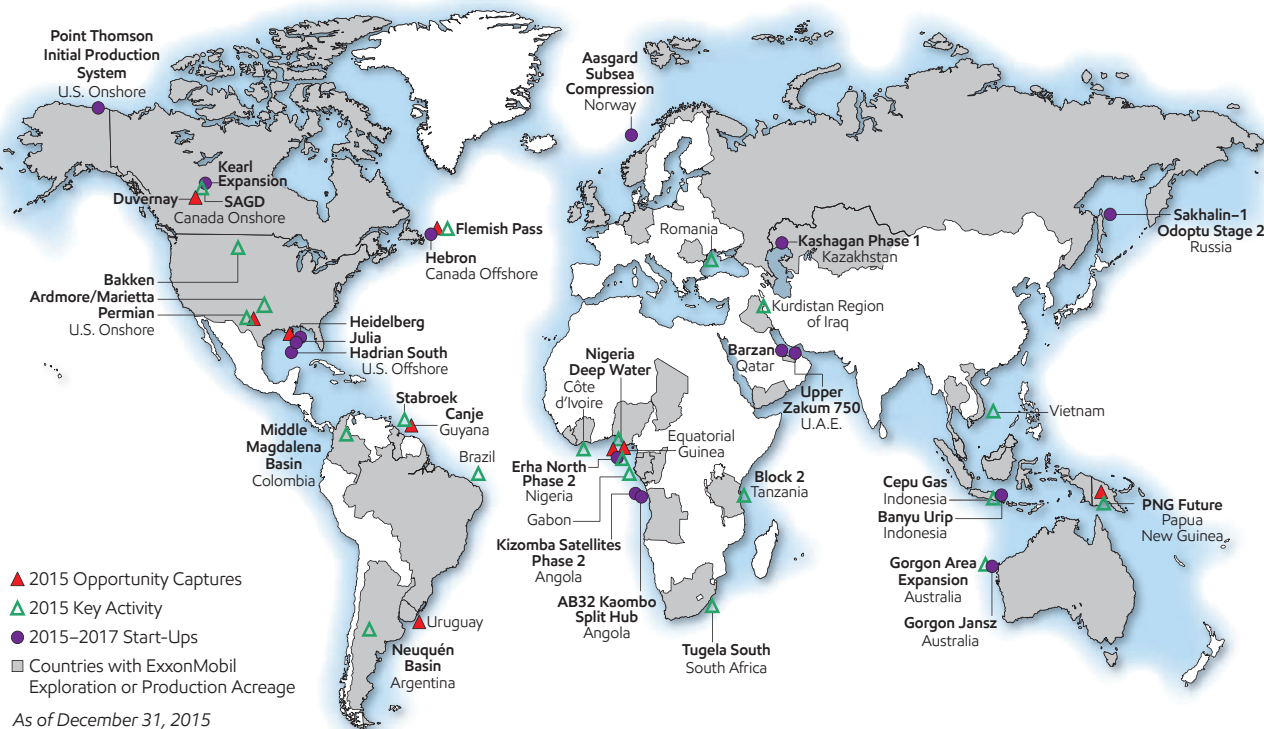 Point Thomson
Initial Production
System
U.S. Onshore
Aasgard
Subsea
Compression
Norway
Kearl
Expansion
Duvernay
SAGD
Canada Onshore
Flemish Pass
Hebron
Canada Offshore
Romania
Kashagan Phase 1
Kazakhstan
Sakhalin–1
Odoptu Stage 2
Russia
Bakken
Ardmore/Marietta
Permian
U.S. Onshore
Heidelberg
Julia
Hadrian South
U.S. Offshore
Kurdistan Region
of Iraq
Barzan
Qatar
Upper
Zakum 750
U.A.E.
Nigeria
Deep Water
Côte
d'Ivoire
Equatorial
Guinea
Vietnam
Stabroek
Canje
Guyana
Middle
Magdalena
Basin
Colombia
Brazil
Erha North
Phase 2
Nigeria
Gabon
Block 2
Tanzania
Kizomba Satellites
Phase 2
Angola
AB32 Kaombo
Split Hub
Angola
Tugela South
South Africa
Cepu Gas
Indonesia
Banyu Urip
Indonesia
PNG Future
Papua
New Guinea
Gorgon Area
Expansion
Australia
Gorgon Jansz
Australia
Uruguay
Neuquén
Basin
Argentina
2015 Opportunity Captures
2015 Key Activity
2015–2017 Start-Ups
Countries with ExxonMobil
Exploration or Production Acreage
As of December 31, 2015